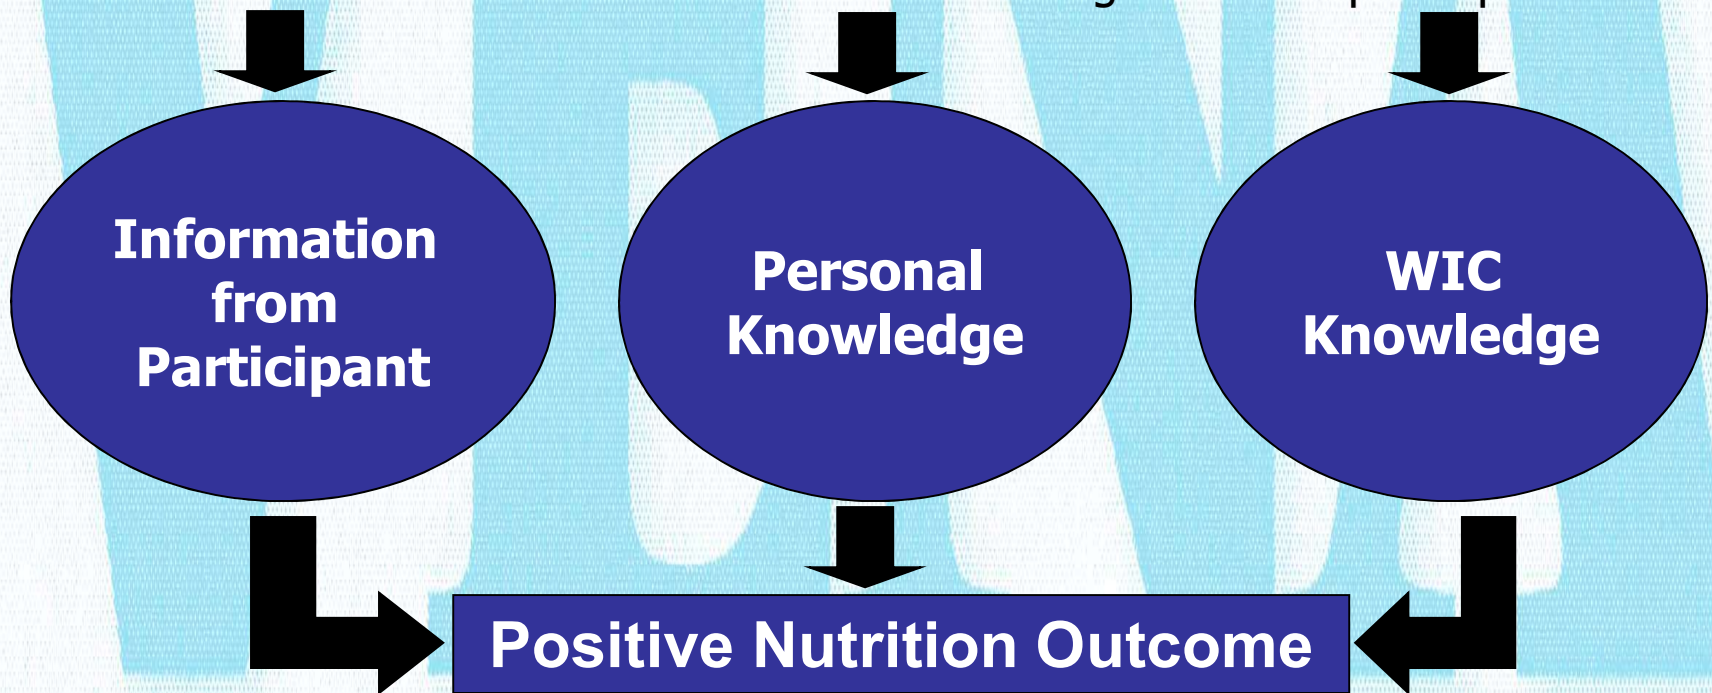 Information
from
Participant
Personal
Knowledge
WIC
Knowledge
Positive Nutrition Outcome